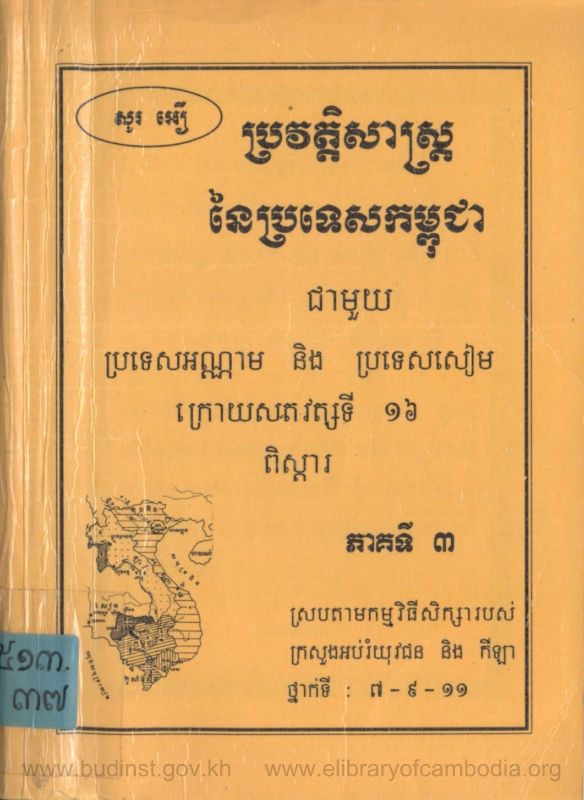 សូរ អឿ
ប្រវត្តិសាស្ត្រ
នៃប្រទេសកម្ពុជា
ជាមួយ
ប្រទេសអណ្ណាម និង ប្រទេសសៀម
ក្រោយសតវត្សទី ១៦
ពិស្តារ
ភាគទី ៣
ស្របតាមកម្មវិធីសិក្សារបស់
ក្រសួងអប់រំយុវជន និង កីឡា
ថ្នាក់ទី : ៧ - ៩ - ១១
៥១៣.
៣៧
www.budinst.gov.kh www.elibraryofcambodia.org